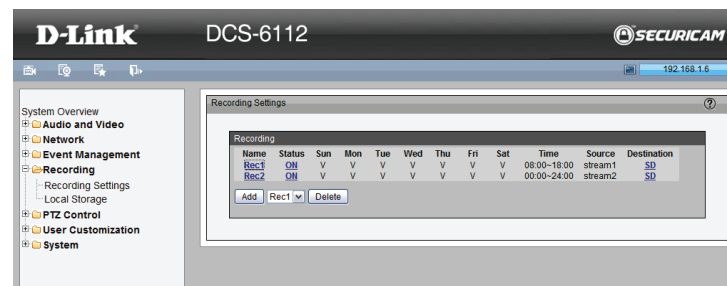 D-Link DCS-6112 SECURICAM
192.168.1.6
System Overview
Audio and Video
Network
Event Management
Recording
Recording Settings
Local Storage
PTZ Control
User Customization
System
Recording Settings
Recording
Name Status Sun Mon Tue Wed Thu Fri Sat Time Source Destination
Rec1 ON V V V V V V V 08:00~18:00 stream1 SD
Rec2 ON V V V V V V V 00:00~24:00 stream2 SD
Add Rec1 Delete